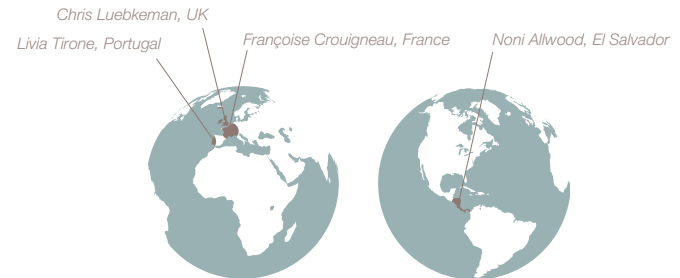 Chris Luebkeman, UK
Livia Tirone, Portugal
Françoise Crouigneau, France
Noni Allwood, El Salvador